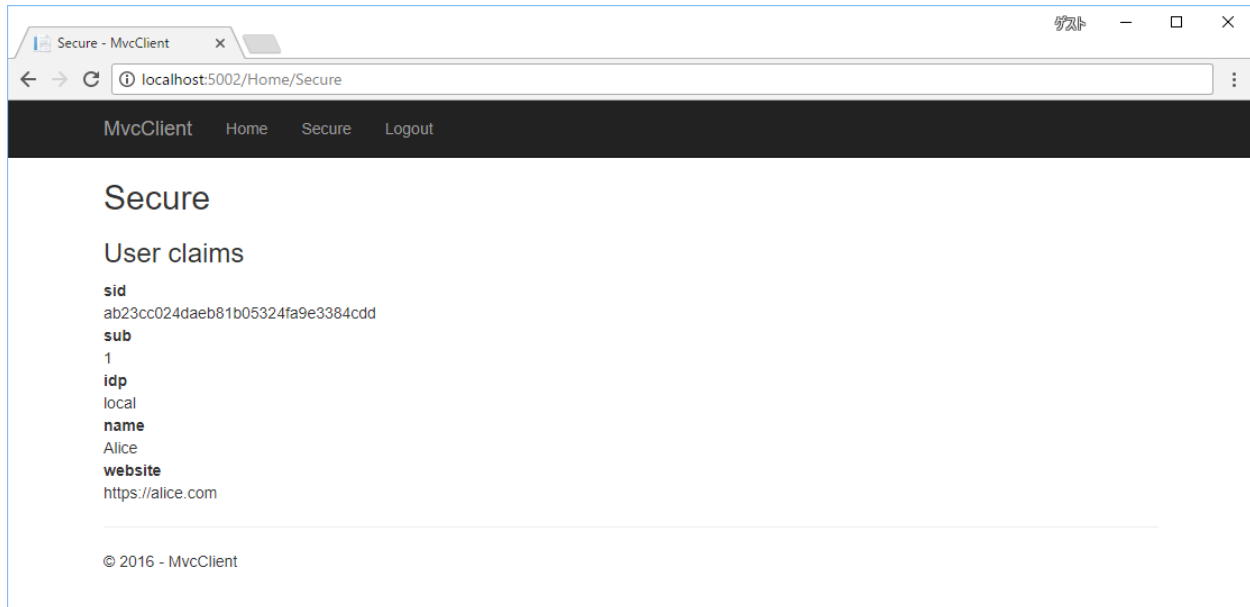 ゲスト
Secure - MvcClient
localhost:5002/Home/Secure
MvcClient Home Secure Logout
Secure
User claims
sid
ab23cc024daeb81b05324fa9e3384cdd
sub
1
idp
local
name
Alice
website
https://alice.com
© 2016 - MvcClient